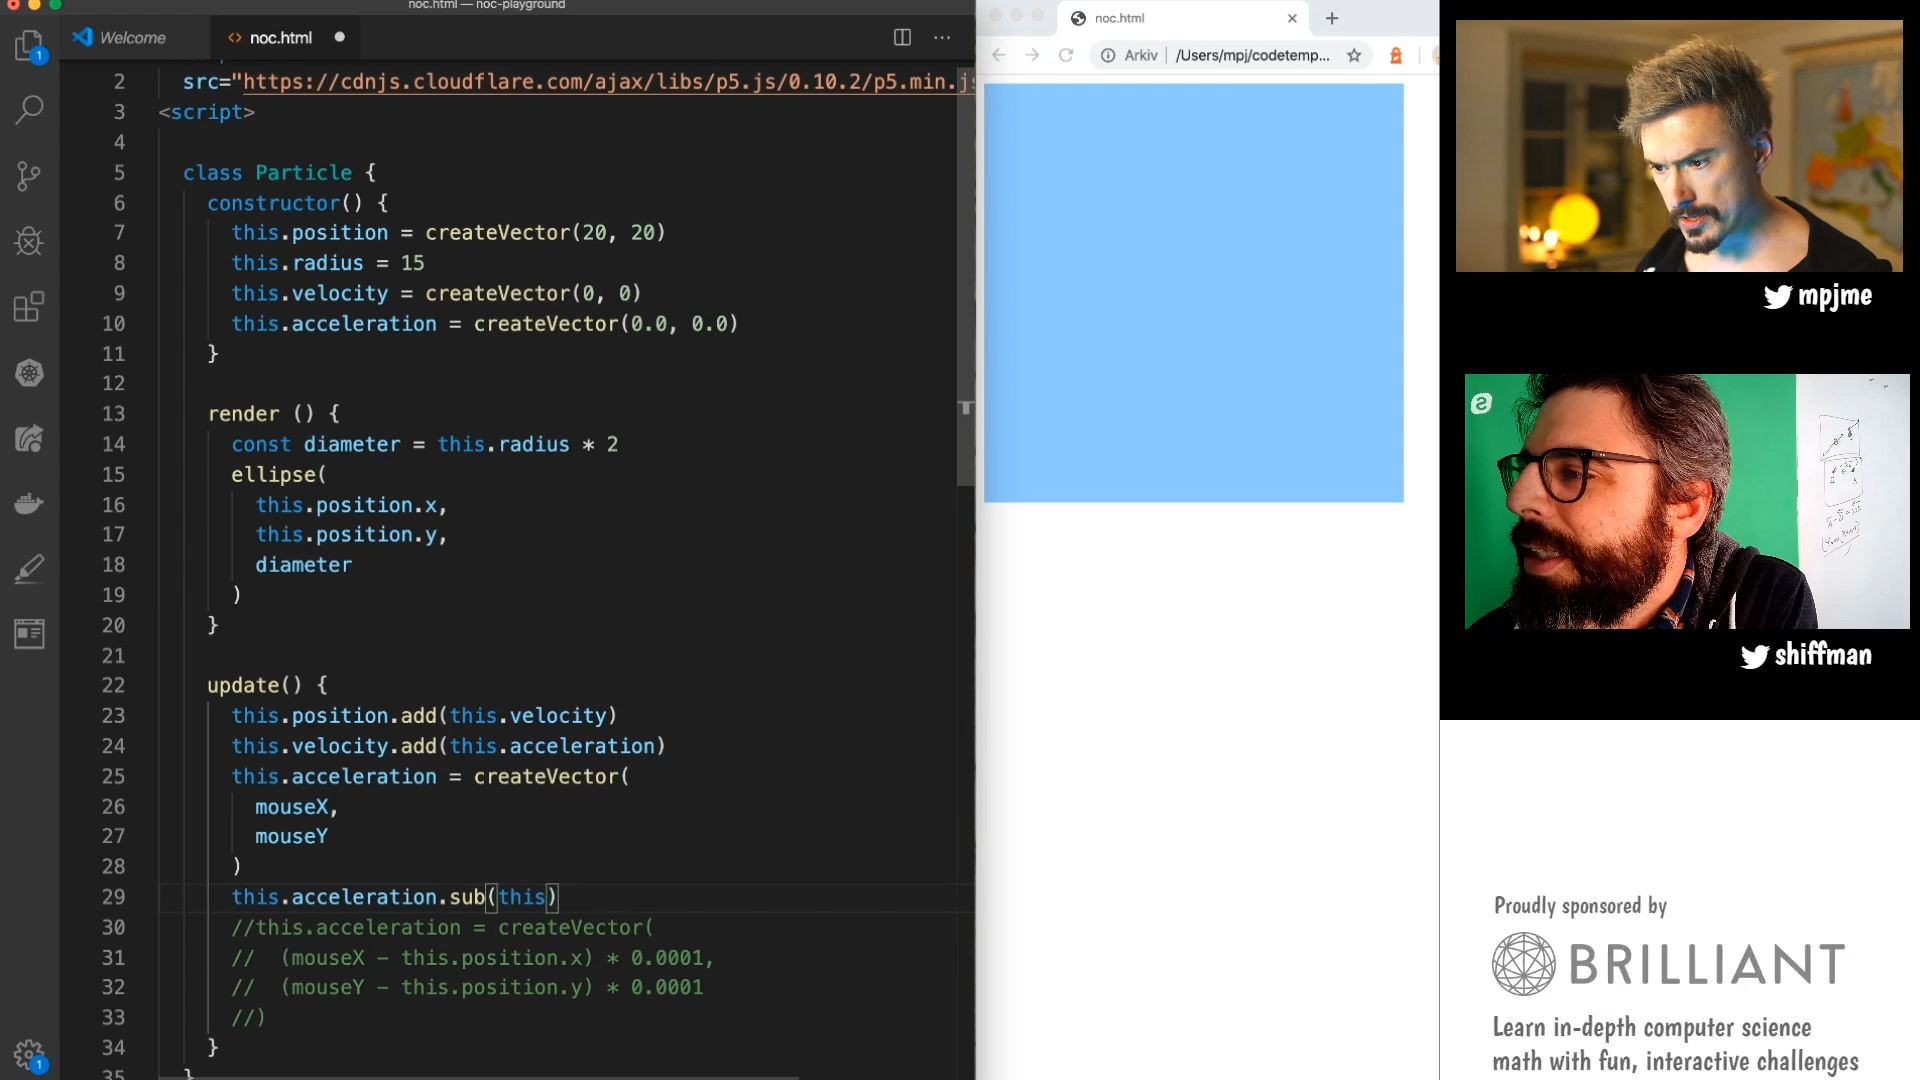 noc.html — noc-playground
Welcome
<> noc.html
noc.html
Arkiv
/Users/mpj/codetemp...
1
2 src="https://cdnjs.cloudflare.com/ajax/libs/p5.js/0.10.2/p5.min.js
3 <script>
4
5 class Particle {
6 constructor() {
7 this.position = createVector(20, 20)
8 this.radius = 15
9 this.velocity = createVector(0, 0)
10 this.acceleration = createVector(0.0, 0.0)
11 }
12
13 render () {
14 const diameter = this.radius * 2
15 ellipse(
16 this.position.x,
17 this.position.y,
18 diameter
19 )
20 }
21
22 update() {
23 this.position.add(this.velocity)
24 this.velocity.add(this.acceleration)
25 this.acceleration = createVector(
26 mouseX,
27 mouseY
28 )
29 this.acceleration.sub(this)
30 //this.acceleration = createVector(
31 // (mouseX - this.position.x) * 0.0001,
32 // (mouseY - this.position.y) * 0.0001
33 //)
34 }
35 }
1
mpjme
shiffman
Proudly sponsored by
BRILLIANT
Learn in-depth computer science
math with fun, interactive challenges